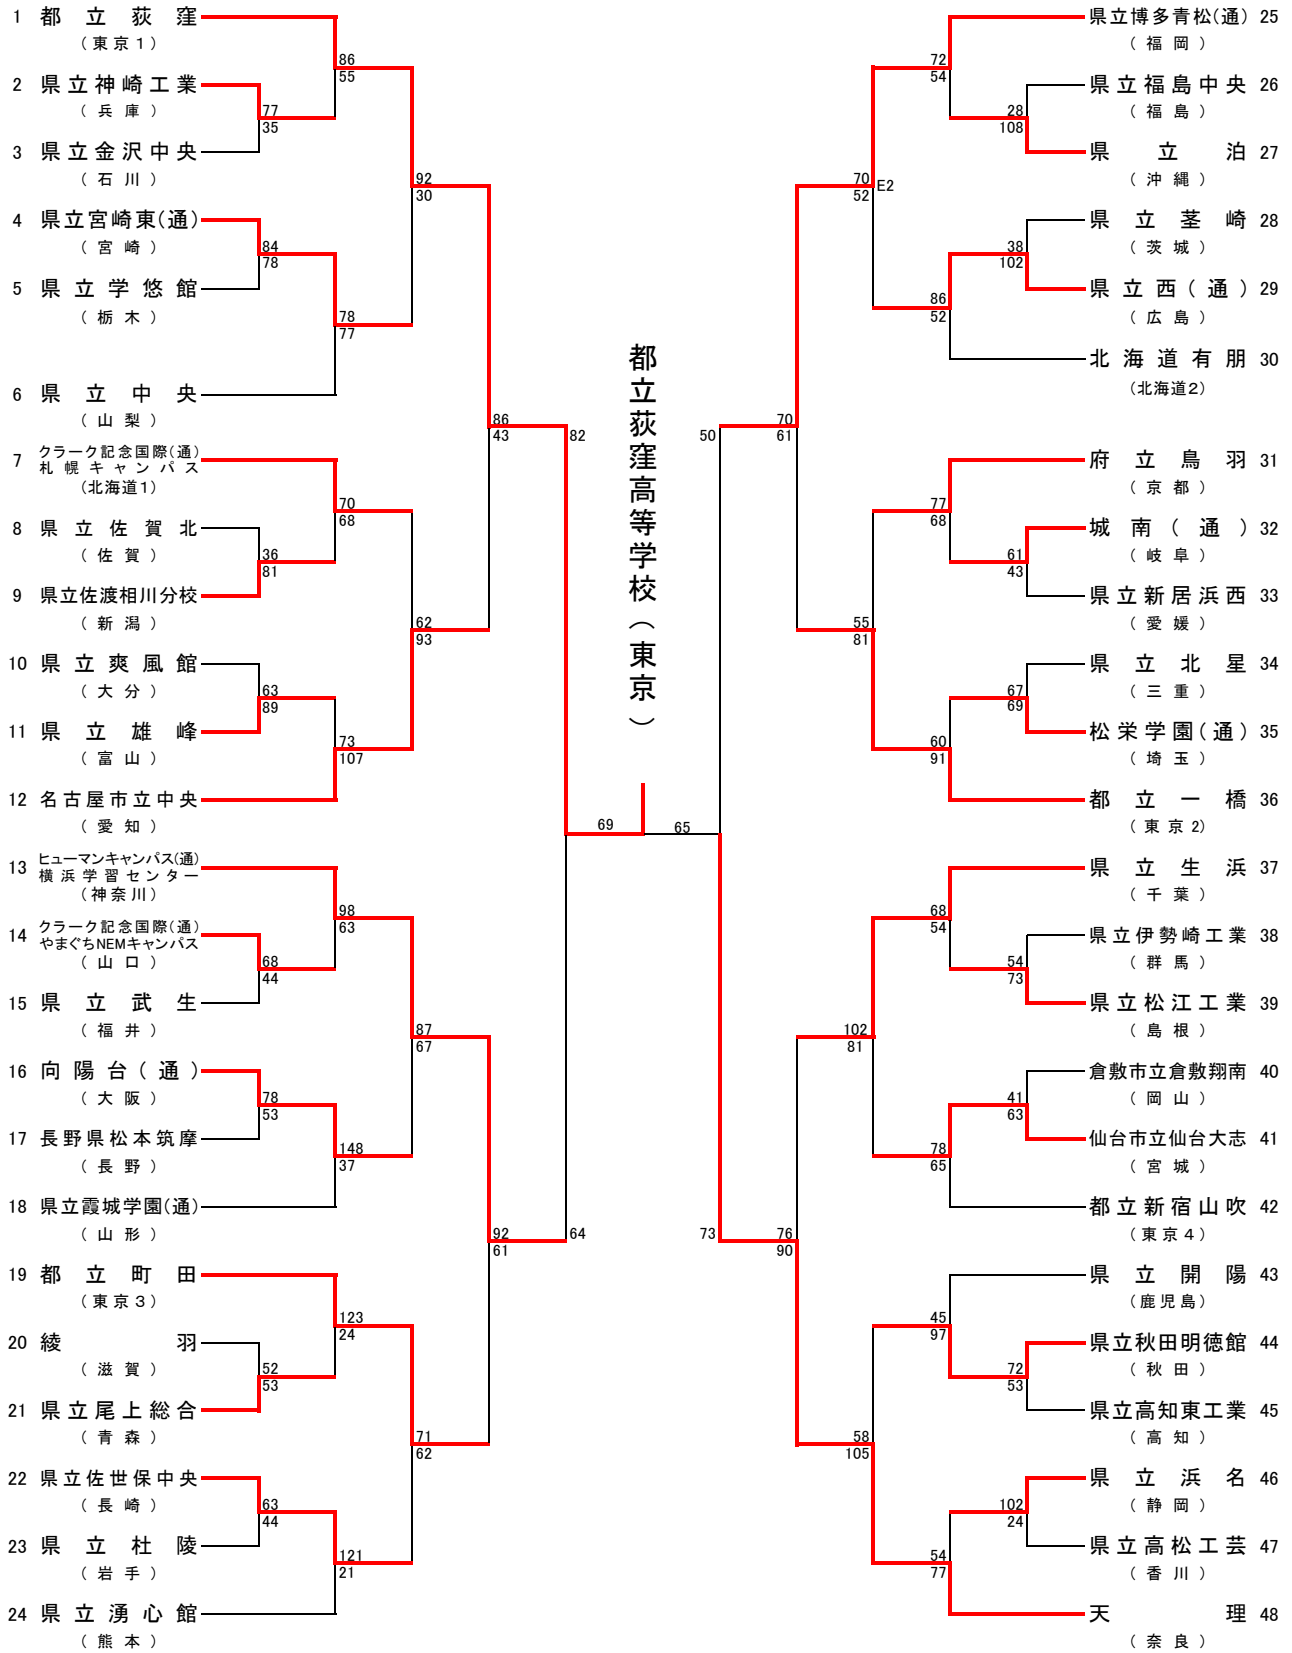 1 都立荻窪
(東京1)
2 県立神崎工業
(兵庫)
3 県立金沢中央
(石川)
4 県立宮崎東(通)
(宮崎)
5 県立学悠館
(栃木)
6 県立中央
(山梨)
7 クラーク記念国際(通)
札幌キャンパス
(北海道1)
8 県立佐賀北
(佐賀)
9 県立佐渡相川分校
(新潟)
10 県立爽風館
(大分)
11 県立雄峰
(富山)
12 名古屋市立中央
(愛知)
13 ヒューマンキャンパス(通)
横浜学習センター
(神奈川)
14 クラーク記念国際(通)
やまぐちNEMキャンパス
(山口)
15 県立武生
(福井)
16 向陽台(通)
(大阪)
17 長野県松本筑摩
(長野)
18 県立霞城学園(通)
(山形)
19 都立町田
(東京3)
20 綾羽
(滋賀)
21 県立尾上総合
(青森)
22 県立佐世保中央
(長崎)
23 県立杜陵
(岩手)
24 県立湧心館
(熊本)
77
35
84
78
36
81
63
89
68
44
78
53
52
53
63
44
86
55
78
77
70
68
73
107
98
63
148
37
123
24
121
21
92
30
62
93
87
67
71
62
86
43
92
61
82
64
69
都立荻窪高等学校(東京)
65
50
73
70
61
76
90
70
52
E2
55
81
102
81
58
105
72
54
86
52
77
68
60
91
68
54
78
65
45
97
54
77
28
108
38
102
61
43
67
69
54
73
41
63
72
53
102
24
県立博多青松(通) 25
(福岡)
県立福島中央 26
(福島)
県立泊 27
(沖縄)
県立茎崎 28
(茨城)
県立西(通) 29
(広島)
北海道有朋 30
(北海道2)
府立鳥羽 31
(京都)
城南(通) 32
(岐阜)
県立新居浜西 33
(愛媛)
県立北星 34
(三重)
松栄学園(通) 35
(埼玉)
都立一橋 36
(東京2)
県立生浜 37
(千葉)
県立伊勢崎工業 38
(群馬)
県立松江工業 39
(島根)
倉敷市立倉敷翔南 40
(岡山)
仙台市立仙台大志 41
(宮城)
都立新宿山吹 42
(東京4)
県立開陽 43
(鹿児島)
県立秋田明徳館 44
(秋田)
県立高知東工業 45
(高知)
県立浜名 46
(静岡)
県立高松工芸 47
(香川)
天理 48
(奈良)